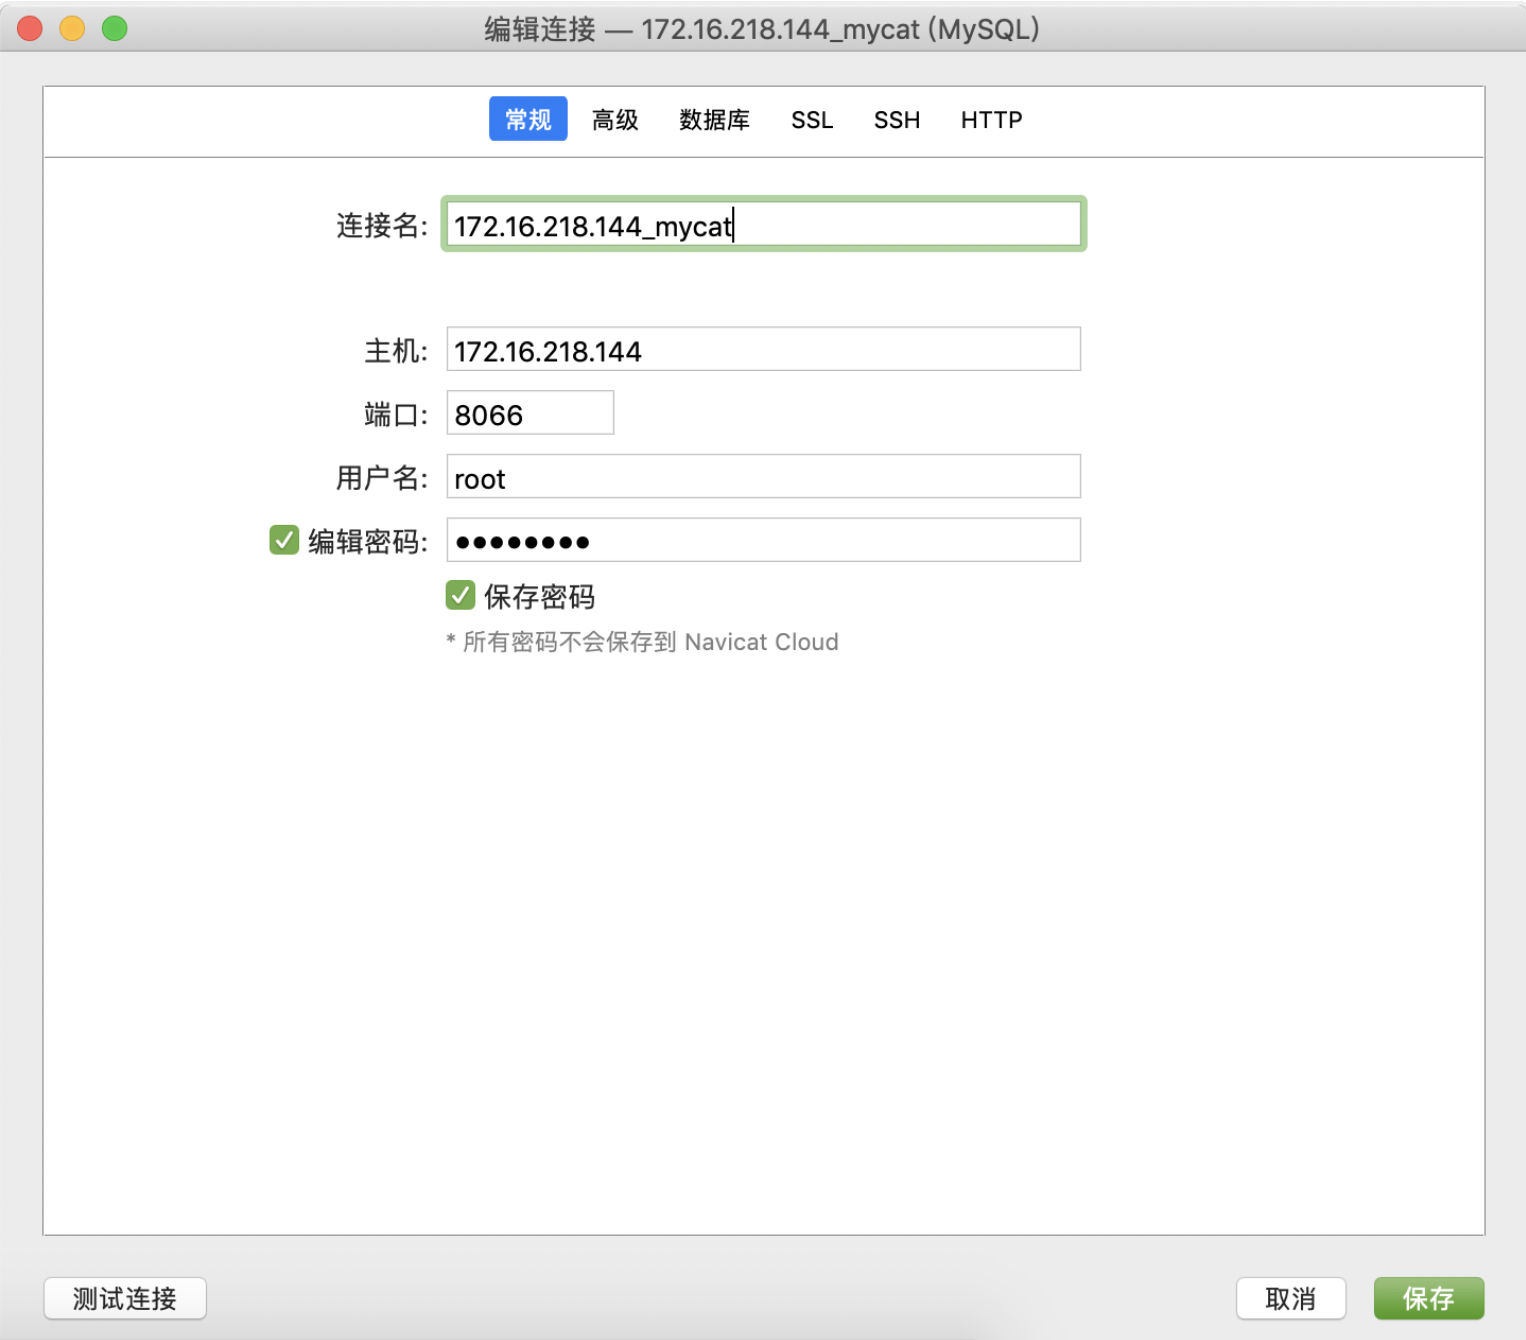 编辑连接 — 172.16.218.144_mycat (MySQL)
常规 高级 数据库 SSL SSH HTTP
连接名: 172.16.218.144_mycat
主机: 172.16.218.144
端口: 8066
用户名: root
编辑密码: ••••••••
保存密码
* 所有密码不会保存到 Navicat Cloud
测试连接 取消 保存